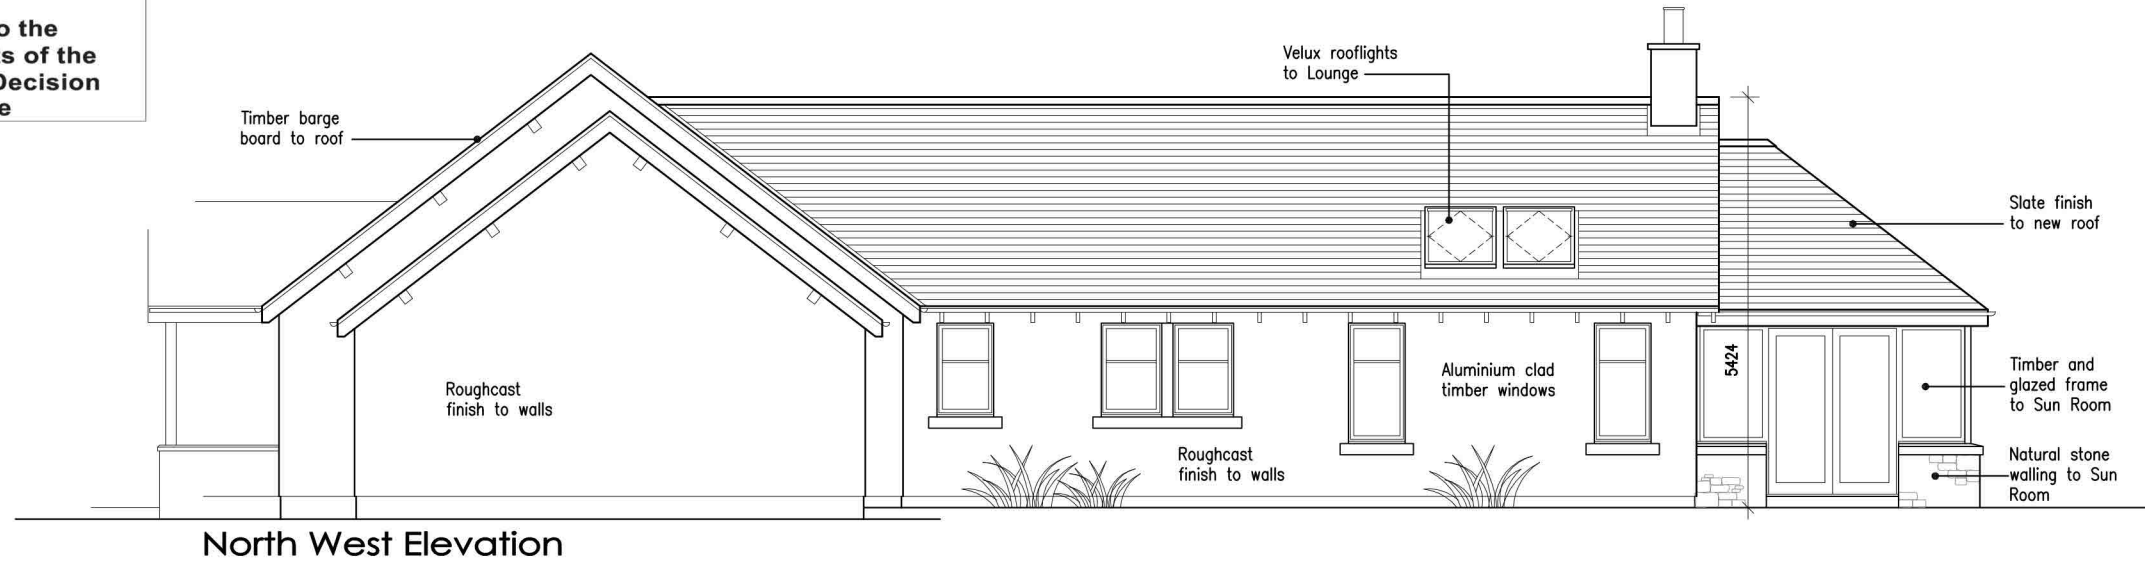 o the
s of the
Decision
e
Timber barge
board to roof
Velux rooflights
to Lounge
Slate finish
to new roof
5424
Aluminium clad
timber windows
Timber and
glazed frame
to Sun Room
Roughcast
finish to walls
Roughcast
finish to walls
Natural stone
walling to Sun
Room
North West Elevation